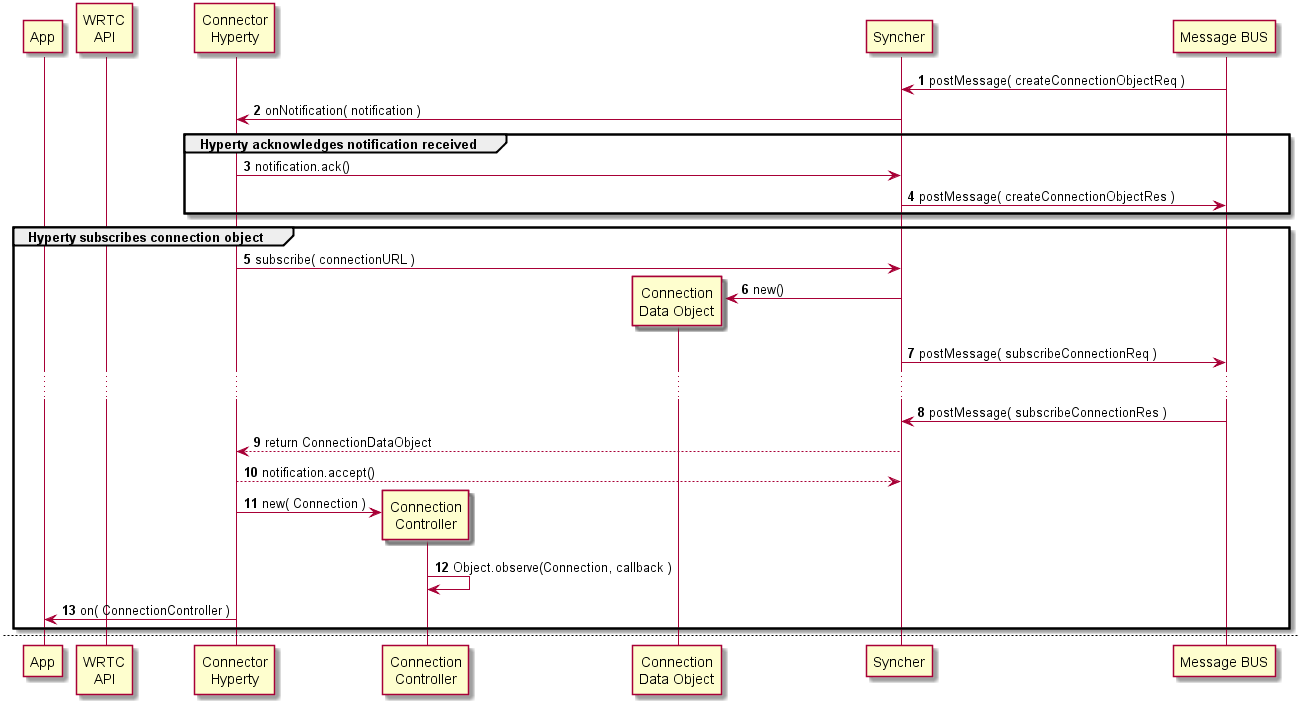 App
WRTC
API
Connector
Hyperty
Syncher
Message BUS
1 postMessage( createConnectionObjectReq )
2 onNotification( notification )
Hyperty acknowledges notification received
3 notification.ack()
4 postMessage( createConnectionObjectRes )
Hyperty subscribes connection object
5 subscribe( connectionURL )
Connection
Data Object
6 new()
7 postMessage( subscribeConnectionReq )
8 postMessage( subscribeConnectionRes )
9 return ConnectionDataObject
10 notification.accept()
11 new( Connection )
Connection
Controller
12 Object.observe(Connection, callback )
13 on( ConnectionController )
App
WRTC
API
Connector
Hyperty
Connection
Controller
Connection
Data Object
Syncher
Message BUS